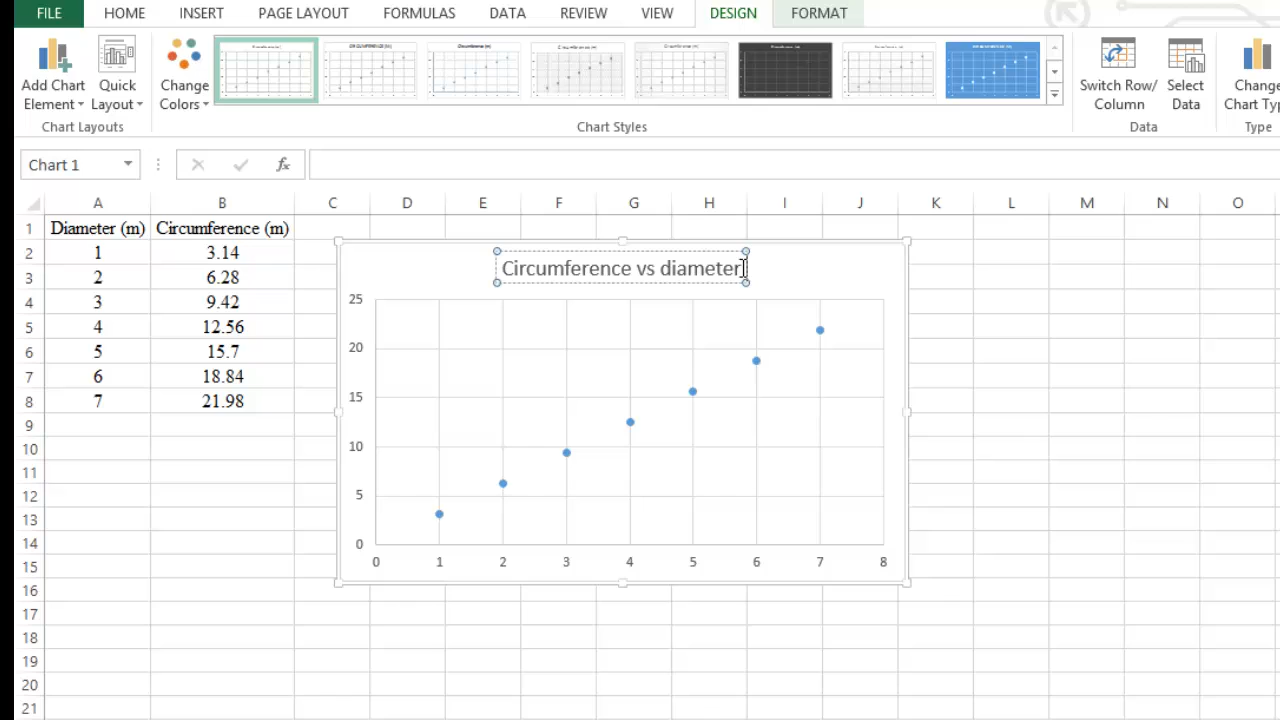 FILE HOME INSERT PAGE LAYOUT FORMULAS DATA REVIEW VIEW DESIGN FORMAT
Add Chart Element Quick Layout
Chart Layouts
Change Colors
Chart Styles
Switch Row/ Column Select Data
Data
Change Chart Typ
Type
Chart 1 fx
A B C D E F G H I J K L M N O
1 Diameter (m) Circumference (m)
2 1 3.14
3 2 6.28
4 3 9.42
5 4 12.56
6 5 15.7
7 6 18.84
8 7 21.98
9
10
11
12
13
14
15
16
17
18
19
20
21
Circumference vs diameter
25
20
15
10
5
0
0 1 2 3 4 5 6 7 8